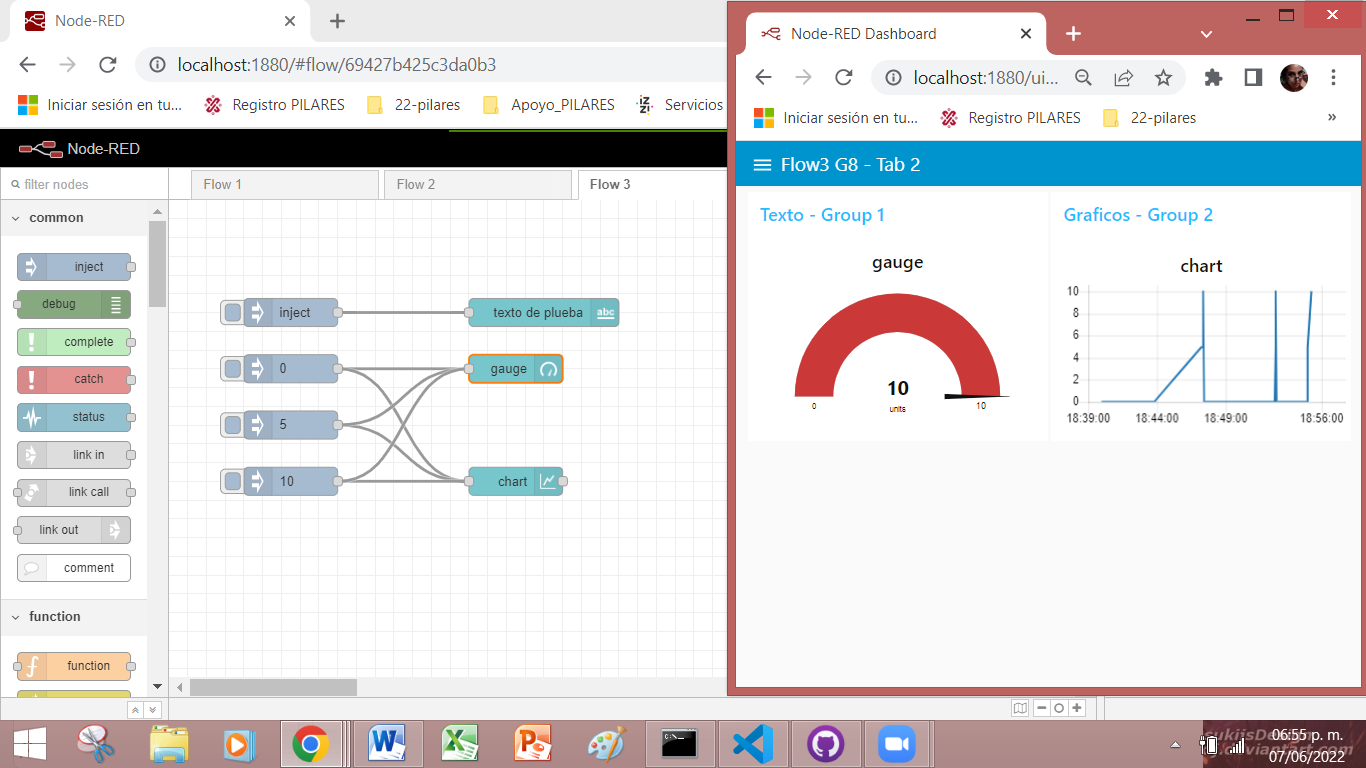 Node-RED
localhost:1880/#flow/69427b425c3da0b3
Iniciar sesión en tu... Registro PILARES 22-pilares Apoyo_PILARES Servicios
Node-RED
filter nodes
Flow 1 Flow 2 Flow 3
common
inject
debug
complete
catch
status
link in
link call
link out
comment
function
function
inject texto de plueba abc
0 gauge
5
10 chart
Node-RED Dashboard
localhost:1880/ui...
Iniciar sesión en tu... Registro PILARES 22-pilares »
Flow3 G8 - Tab 2
Texto - Group 1
gauge
10
units
0 10
Graficos - Group 2
chart
10
8
6
4
2
0
18:39:00 18:44:00 18:49:00 18:56:00
06:55 p. m.
07/06/2022